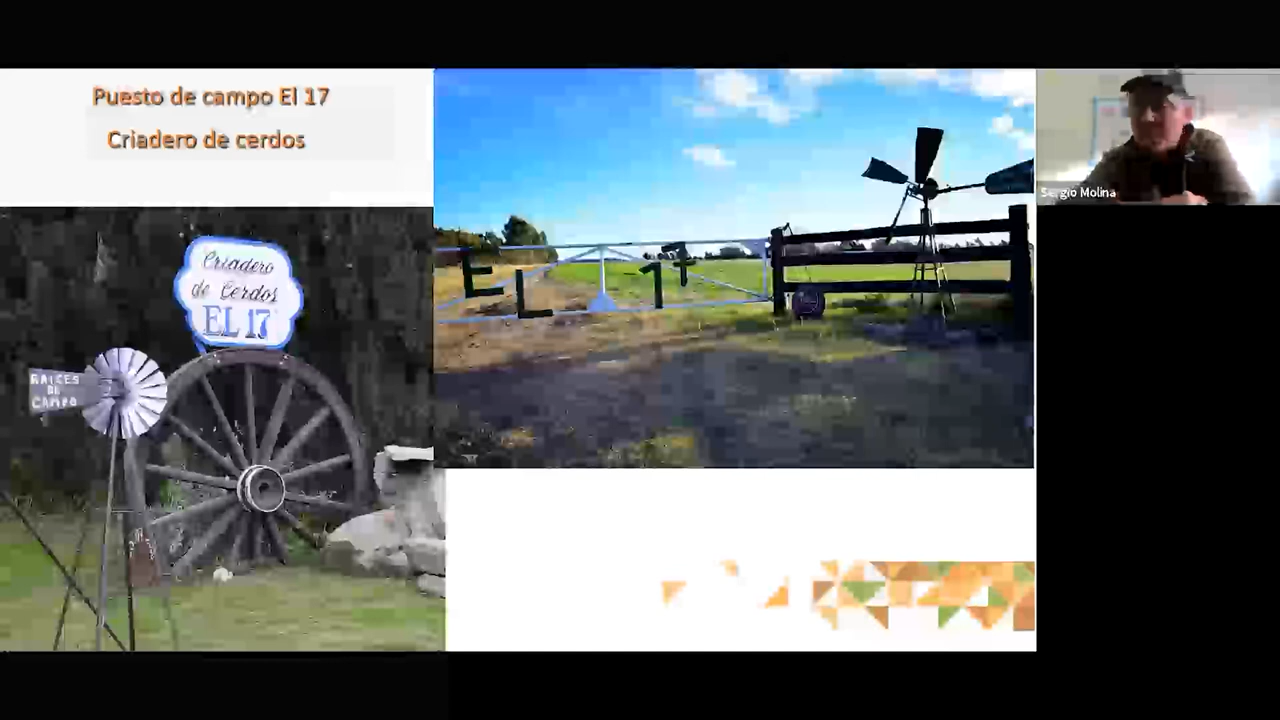 Puesto de campo El 17
Criadero de cerdos
Criadero
de Cerdos
EL 17
RAICES
DE
CAMPO
EL 17
Sergio Molina